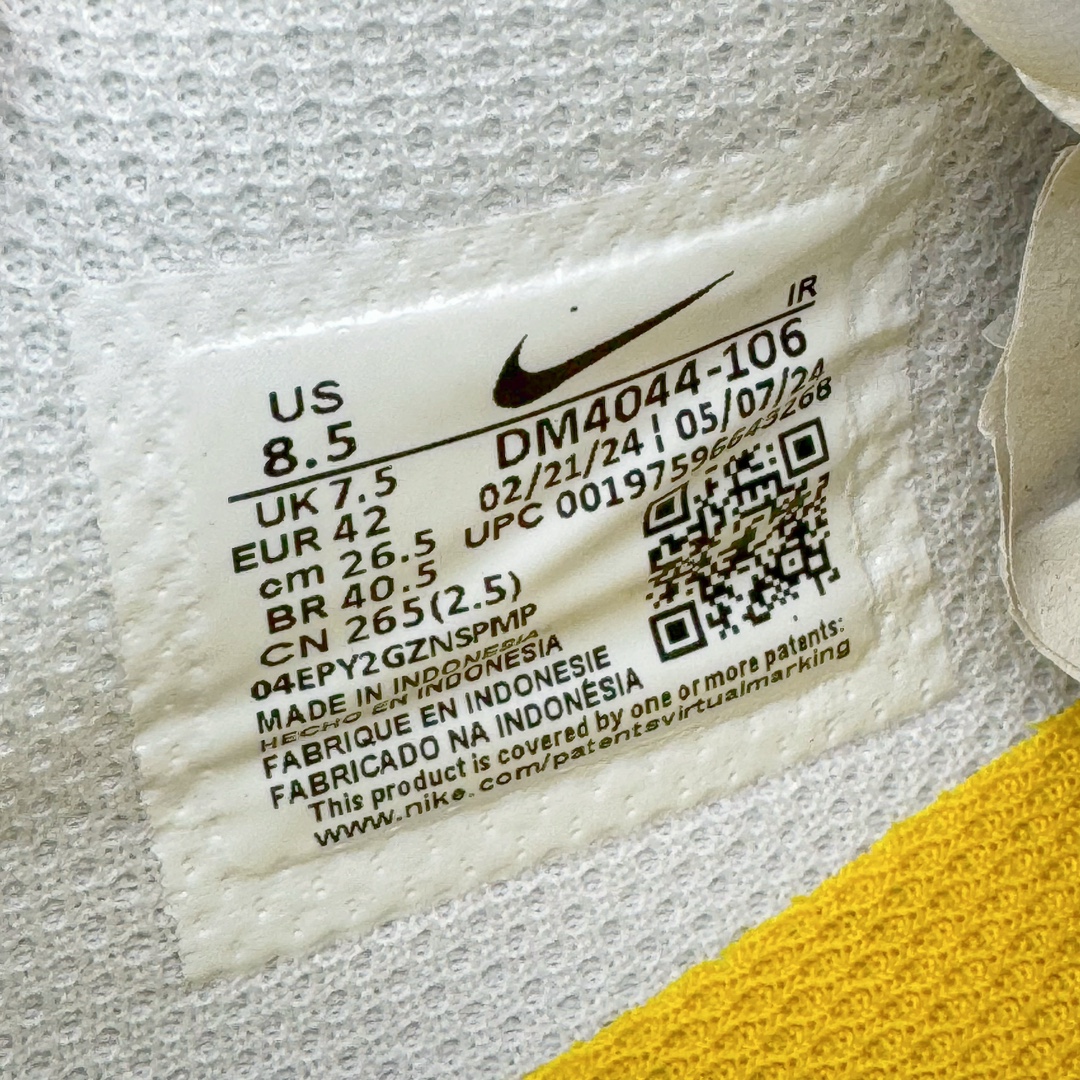 US
8.5
UK 7.5
EUR 42
cm 26.5
BR 40.5
CN 265(2.5)
04EPY2GZNSPMP
MADE IN INDONESIA
HECHO EN INDONESIA
FABRIQUE EN INDONESIE
FABRICADO NA INDONÉSIA
This product is covered by one or more patents:
www.nike.com/patentsvirtualmarking
IR
DM4044-106
02/21/24 ¦ 05/07/24
UPC 00197596643268